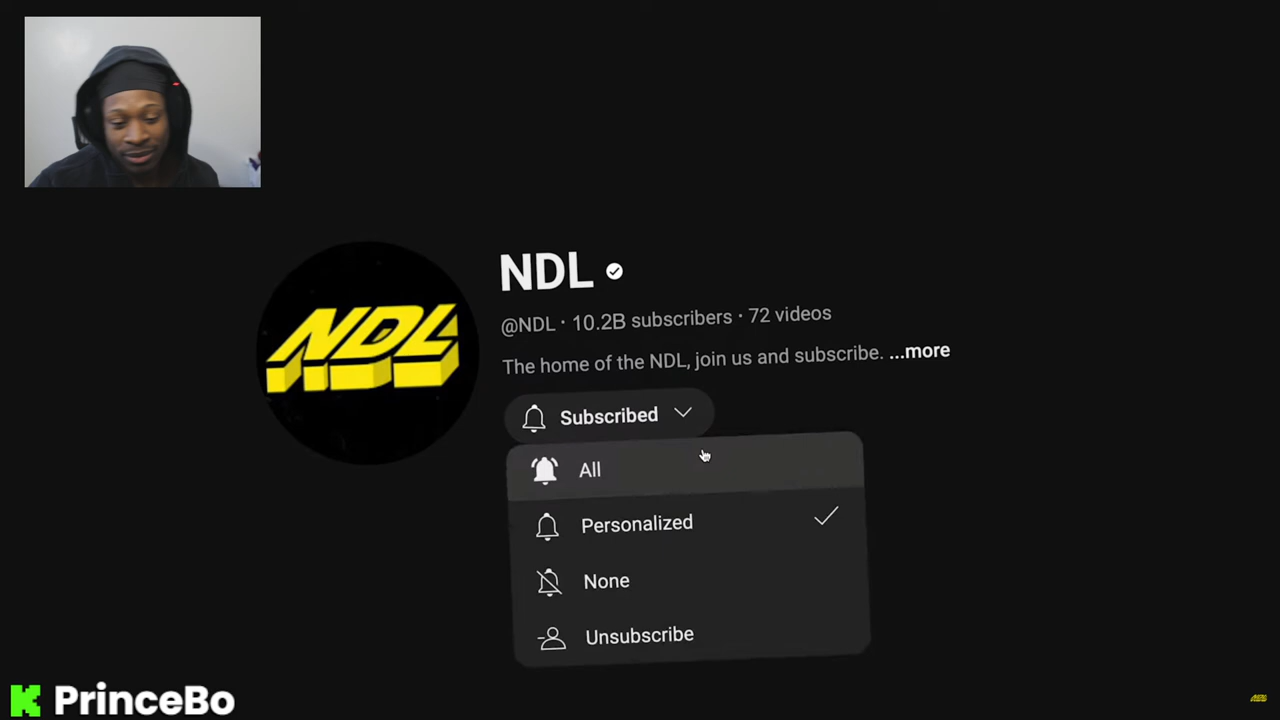 NDL
NDL
@NDL · 10.2B subscribers · 72 videos
The home of the NDL, join us and subscribe. ...more
Subscribed
All
Personalized
None
Unsubscribe
K PrinceBo
NDL